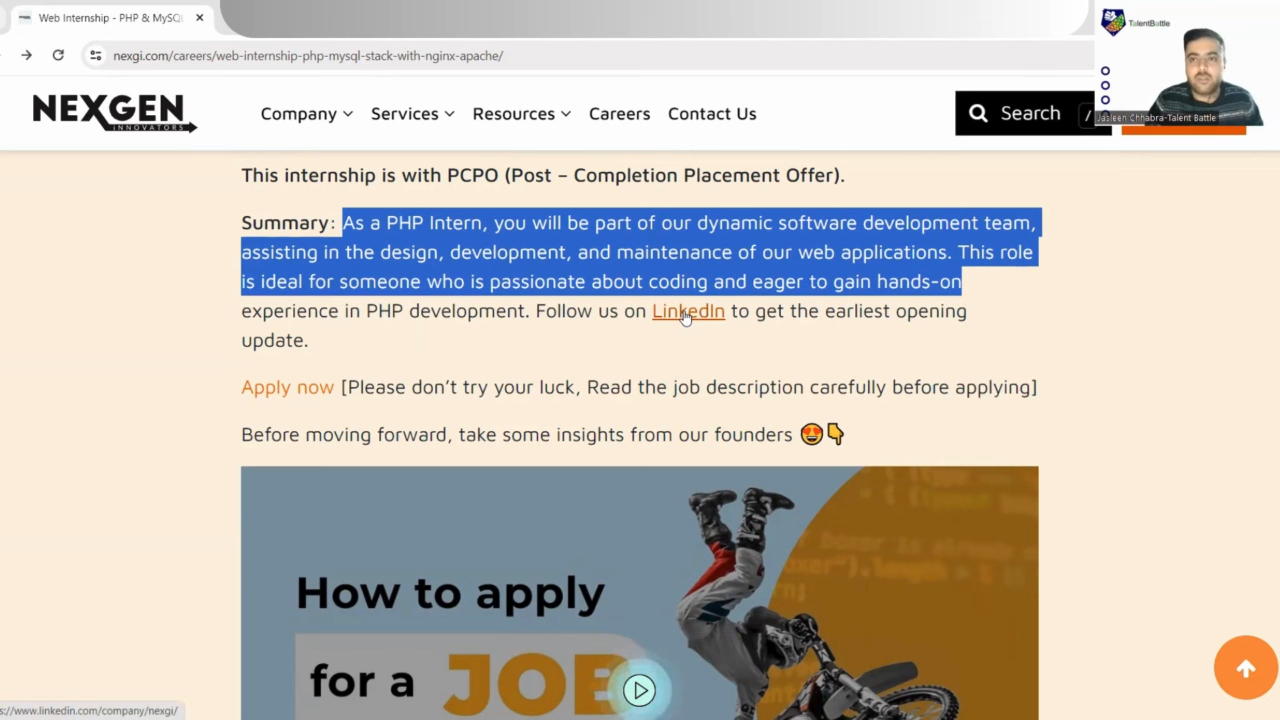 Web Internship - PHP & MySQ
nexgi.com/careers/web-internship-php-mysql-stack-with-nginx-apache/
TalentBattle
NEXGEN
INNOVATORS
Company
Services
Resources
Careers
Contact Us
Search /
Jasleen Chhabra-Talent Battle
This internship is with PCPO (Post – Completion Placement Offer).
Summary: As a PHP Intern, you will be part of our dynamic software development team,
assisting in the design, development, and maintenance of our web applications. This role
is ideal for someone who is passionate about coding and eager to gain hands-on
experience in PHP development. Follow us on LinkedIn to get the earliest opening
update.
Apply now [Please don’t try your luck, Read the job description carefully before applying]
Before moving forward, take some insights from our founders 😍👇
How to apply
for a JOB
s://www.linkedin.com/company/nexgi/